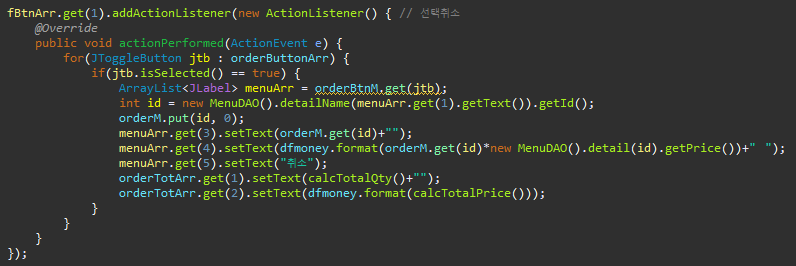 fBtnArr.get(1).addActionListener(new ActionListener() { // 선택취소
    @Override
    public void actionPerformed(ActionEvent e) {
        for(JToggleButton jtb : orderButtonArr) {
            if(jtb.isSelected() == true) {
                ArrayList<JLabel> menuArr = orderBtnM.get(jtb);
                int id = new MenuDAO().detailName(menuArr.get(1).getText()).getId();
                orderM.put(id, 0);
                menuArr.get(3).setText(orderM.get(id)+"");
                menuArr.get(4).setText(dfmoney.format(orderM.get(id)*new MenuDAO().detail(id).getPrice())+" ");
                menuArr.get(5).setText("취소");
                orderTotArr.get(1).setText(calcTotalQty()+"");
                orderTotArr.get(2).setText(dfmoney.format(calcTotalPrice()));
            }
        }
    }
});